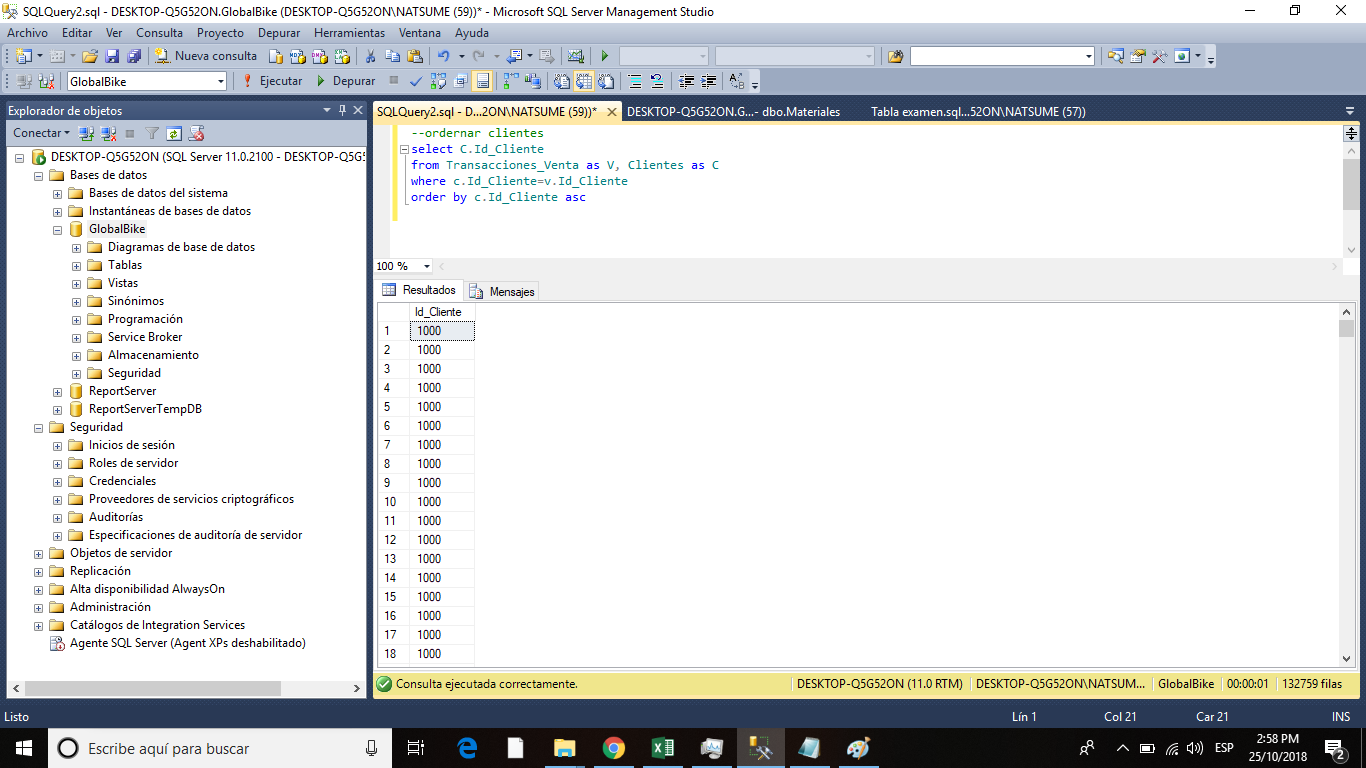 SQLQuery2.sql - DESKTOP-Q5G52ON.GlobalBike (DESKTOP-Q5G52ON\NATSUME (59))* - Microsoft SQL Server Management Studio
Archivo Editar Ver Consulta Proyecto Depurar Herramientas Ventana Ayuda
Nueva consulta
GlobalBike Ejecutar Depurar
Explorador de objetos
Conectar
DESKTOP-Q5G52ON (SQL Server 11.0.2100 - DESKTOP-Q5G5
Bases de datos
Bases de datos del sistema
Instantáneas de bases de datos
GlobalBike
Diagramas de base de datos
Tablas
Vistas
Sinónimos
Programación
Service Broker
Almacenamiento
Seguridad
ReportServer
ReportServerTempDB
Seguridad
Inicios de sesión
Roles de servidor
Credenciales
Proveedores de servicios criptográficos
Auditorías
Especificaciones de auditoría de servidor
Objetos de servidor
Replicación
Alta disponibilidad AlwaysOn
Administración
Catálogos de Integration Services
Agente SQL Server (Agent XPs deshabilitado)
SQLQuery2.sql - D...2ON\NATSUME (59))* DESKTOP-Q5G52ON.G...- dbo.Materiales Tabla examen.sql...52ON\NATSUME (57))
--ordernar clientes
select C.Id_Cliente
from Transacciones_Venta as V, Clientes as C
where c.Id_Cliente=v.Id_Cliente
order by c.Id_Cliente asc
100 %
Resultados Mensajes
Id_Cliente
1 1000
2 1000
3 1000
4 1000
5 1000
6 1000
7 1000
8 1000
9 1000
10 1000
11 1000
12 1000
13 1000
14 1000
15 1000
16 1000
17 1000
18 1000
Consulta ejecutada correctamente. DESKTOP-Q5G52ON (11.0 RTM) DESKTOP-Q5G52ON\NATSUM... GlobalBike 00:00:01 132759 filas
Listo Lín 1 Col 21 Car 21 INS
Escribe aquí para buscar
ESP
2:58 PM
25/10/2018
2